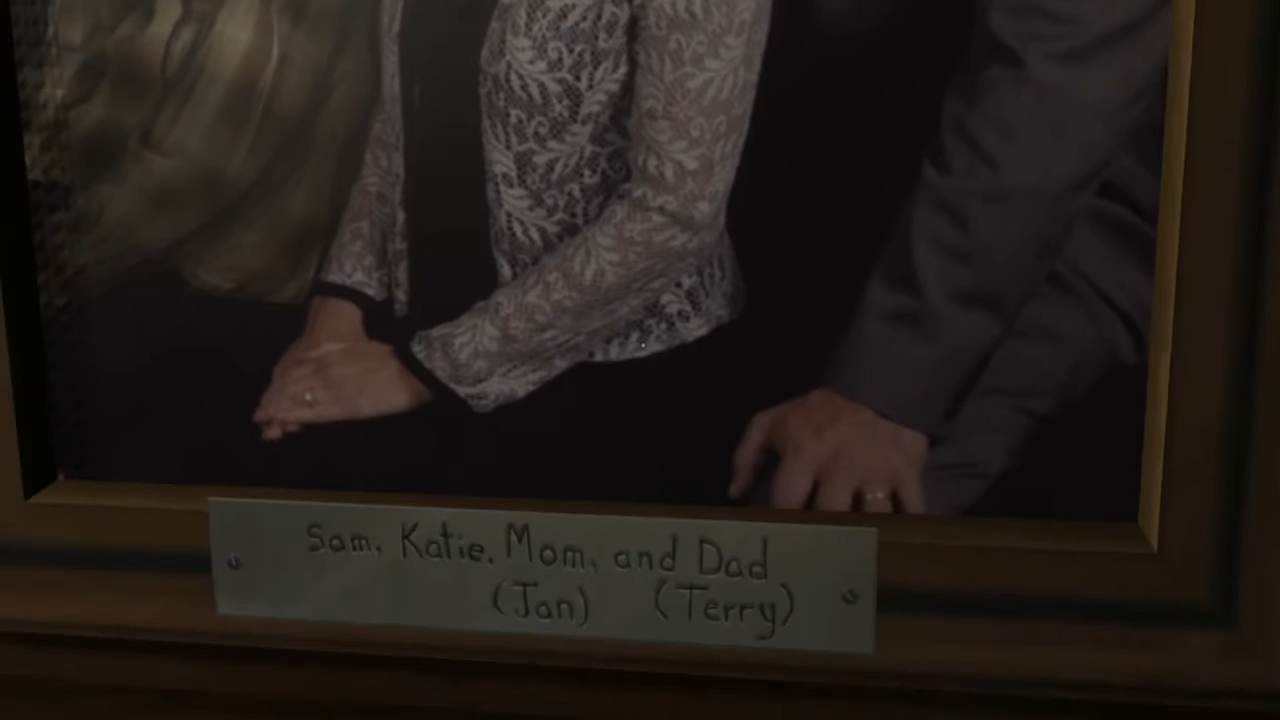 Sam, Katie, Mom, and Dad
(Jan) (Terry)